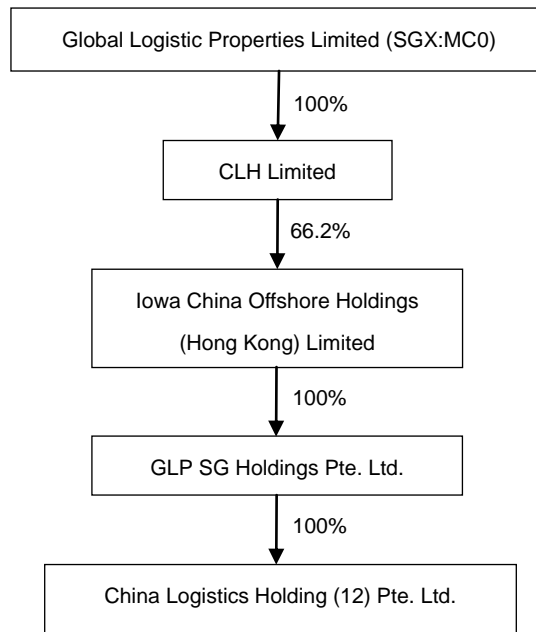 Global Logistic Properties Limited (SGX:MC0)
100%
CLH Limited
66.2%
Iowa China Offshore Holdings
(Hong Kong) Limited
100%
GLP SG Holdings Pte. Ltd.
100%
China Logistics Holding (12) Pte. Ltd.